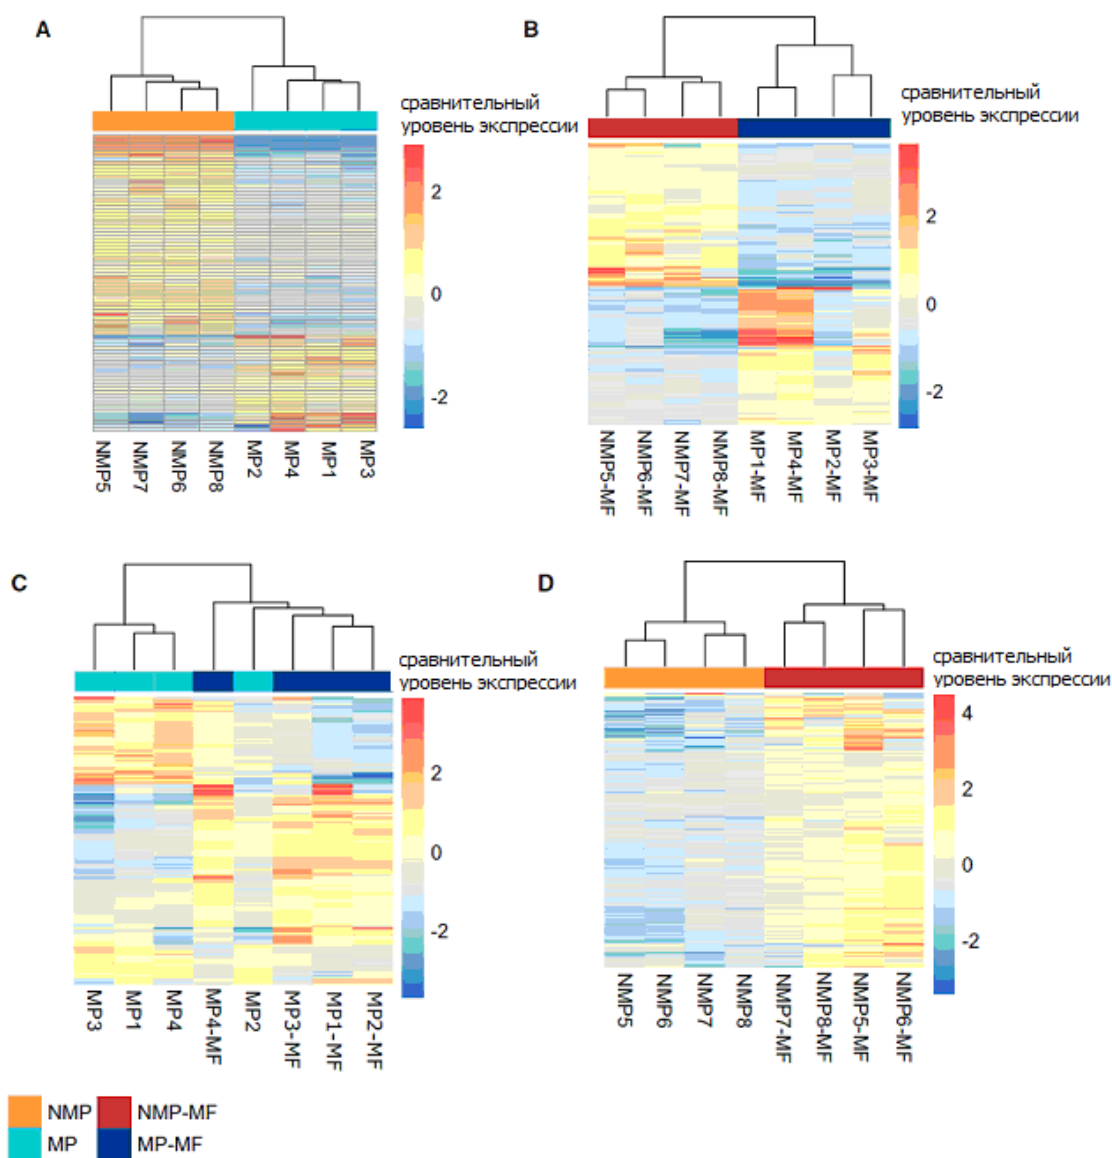 A
сравнительный
уровень экспрессии
2
0
-2
NMP5
NMP7
NMP6
NMP8
MP2
MP4
MP1
MP3
B
сравнительный
уровень экспрессии
2
0
-2
NMP5-MF
NMP6-MF
NMP7-MF
NMP8-MF
MP1-MF
MP4-MF
MP2-MF
MP3-MF
C
сравнительный
уровень экспрессии
2
0
-2
MP3
MP1
MP4
MP4-MF
MP2
MP3-MF
MP1-MF
MP2-MF
D
сравнительный
уровень экспрессии
4
2
0
-2
NMP5
NMP6
NMP7
NMP8
NMP7-MF
NMP8-MF
NMP5-MF
NMP6-MF
NMP NMP-MF
MP MP-MF